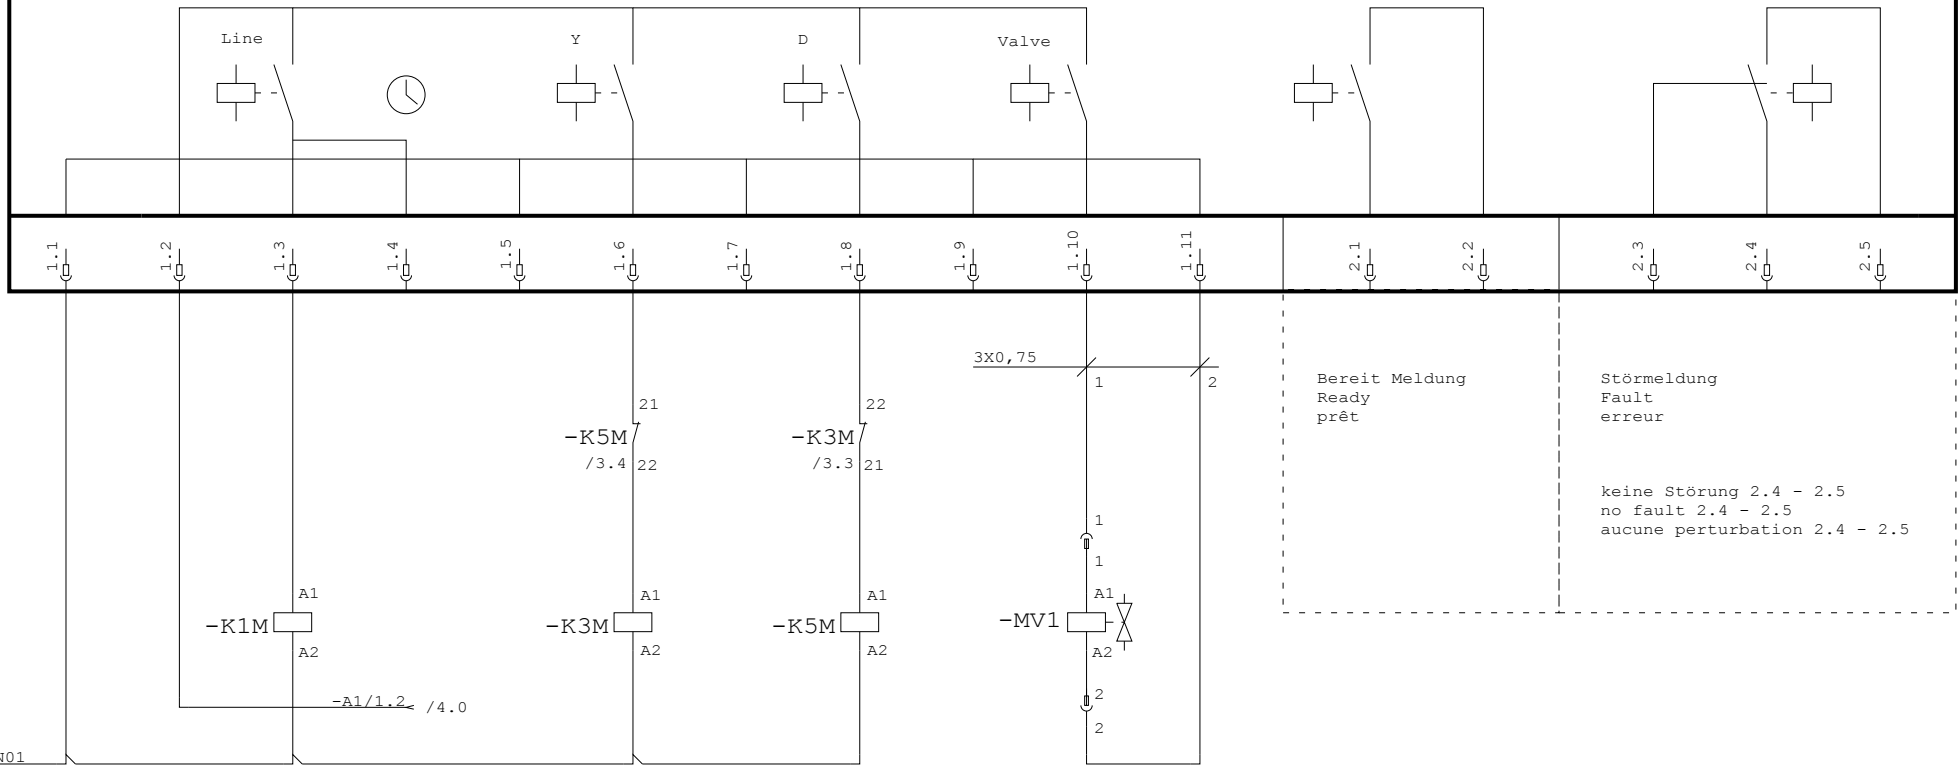 Line
Y
D
Valve
1.1
1.2
1.3
1.4
1.5
1.6
1.7
1.8
1.9
1.10
1.11
2.1
2.2
2.3
2.4
2.5
3X0,75
1
2
Bereit Meldung
Ready
prêt
Störmeldung
Fault
erreur
21
-K5M
/3.4 22
22
-K3M
/3.3 21
keine Störung 2.4 - 2.5
no fault 2.4 - 2.5
aucune perturbation 2.4 - 2.5
1
1
A1
-K1M
A2
A1
-K3M
A2
A1
-K5M
A2
A1
-MV1
A2
2
2
-A1/1.2 /4.0